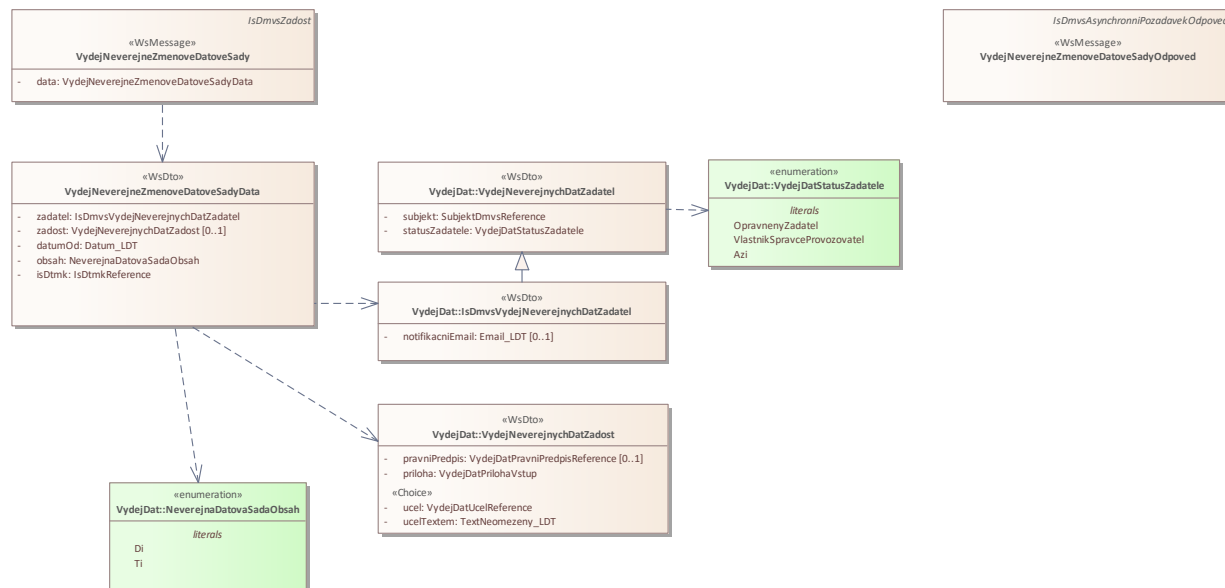 IsDmvsZadost
«WsMessage»
VydejNeverejneZmenoveDatoveSady
- data: VydejNeverejneZmenoveDatoveSadyData
IsDmvsAsynchronniPozadavekOdpoved
«WsMessage»
VydejNeverejneZmenoveDatoveSadyOdpoved
«WsDto»
VydejNeverejneZmenoveDatoveSadyData
- zadatel: IsDmvsVydejNeverejnychDatZadatel
- zadost: VydejNeverejnychDatZadost [0..1]
- datumOd: Datum_LDT
- obsah: NeverejnaDatovaSadaObsah
- isDtmk: IsDtmkReference
«WsDto»
VydejDat::VydejNeverejnychDatZadatel
- subjekt: SubjektDmvsReference
- statusZadatele: VydejDatStatusZadatele
«enumeration»
VydejDat::VydejDatStatusZadatele
literals
OpravnenyZadatel
VlastnikSpravceProvozovatel
Azi
«WsDto»
VydejDat::IsDmvsVydejNeverejnychDatZadatel
- notifikacniEmail: Email_LDT [0..1]
«WsDto»
VydejDat::VydejNeverejnychDatZadost
- pravniPredpis: VydejDatPravniPredpisReference [0..1]
- priloha: VydejDatPrilohaVstup
«Choice»
- ucel: VydejDatUcelReference
- ucelTextem: TextNeomezeny_LDT
«enumeration»
VydejDat::NeverejnaDatovaSadaObsah
literals
Di
Ti